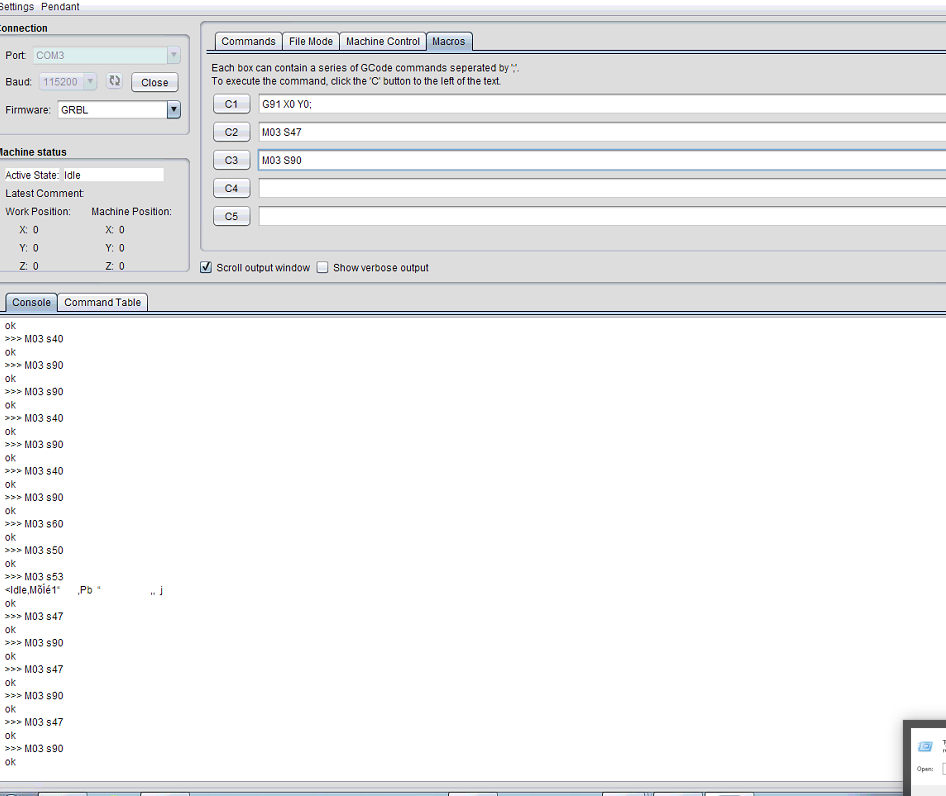 Settings Pendant
Connection
Port: COM3
Baud: 115200 Close
Firmware: GRBL
Machine status
Active State: Idle
Latest Comment:
Work Position: Machine Position:
X: 0 X: 0
Y: 0 Y: 0
Z: 0 Z: 0
Commands File Mode Machine Control Macros
Each box can contain a series of GCode commands seperated by ';'.
To execute the command, click the 'C' button to the left of the text.
C1 G91 X0 Y0;
C2 M03 S47
C3 M03 S90
C4
C5
Scroll output window Show verbose output
Console Command Table
ok
>>> M03 s40
ok
>>> M03 s90
ok
>>> M03 s90
ok
>>> M03 s40
ok
>>> M03 s90
ok
>>> M03 s40
ok
>>> M03 s90
ok
>>> M03 s60
ok
>>> M03 s50
ok
>>> M03 s53
<Idle,MõÎé1* ,Pb * ,, j
ok
>>> M03 s47
ok
>>> M03 s90
ok
>>> M03 s47
ok
>>> M03 s90
ok
>>> M03 s47
ok
>>> M03 s90
ok
Open: